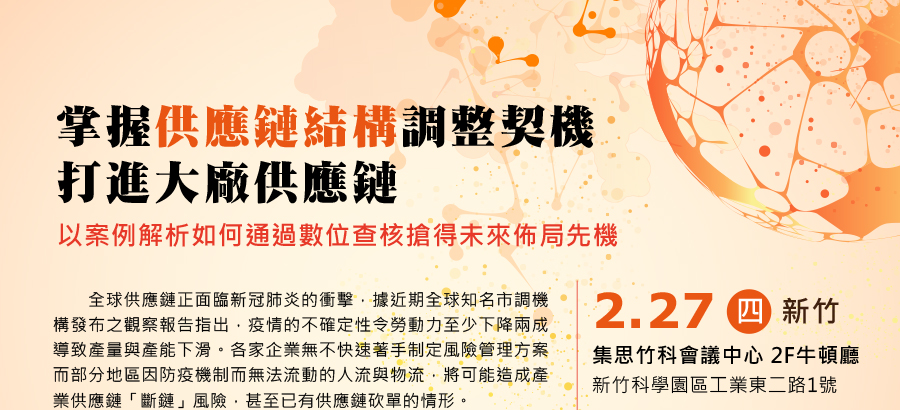 掌握供應鏈結構調整契機
打進大廠供應鏈
以案例解析如何通過數位查核搶得未來佈局先機
全球供應鏈正面臨新冠肺炎的衝擊，據近期全球知名市調機
構發布之觀察報告指出，疫情的不確定性令勞動力至少下降兩成
導致產量與產能下滑。各家企業無不快速著手制定風險管理方案
而部分地區因防疫機制而無法流動的人流與物流，將可能造成產
業供應鏈「斷鏈」風險，甚至已有供應鏈砍單的情形。
2.27 四 新竹
集思竹科會議中心 2F牛頓廳
新竹科學園區工業東二路1號